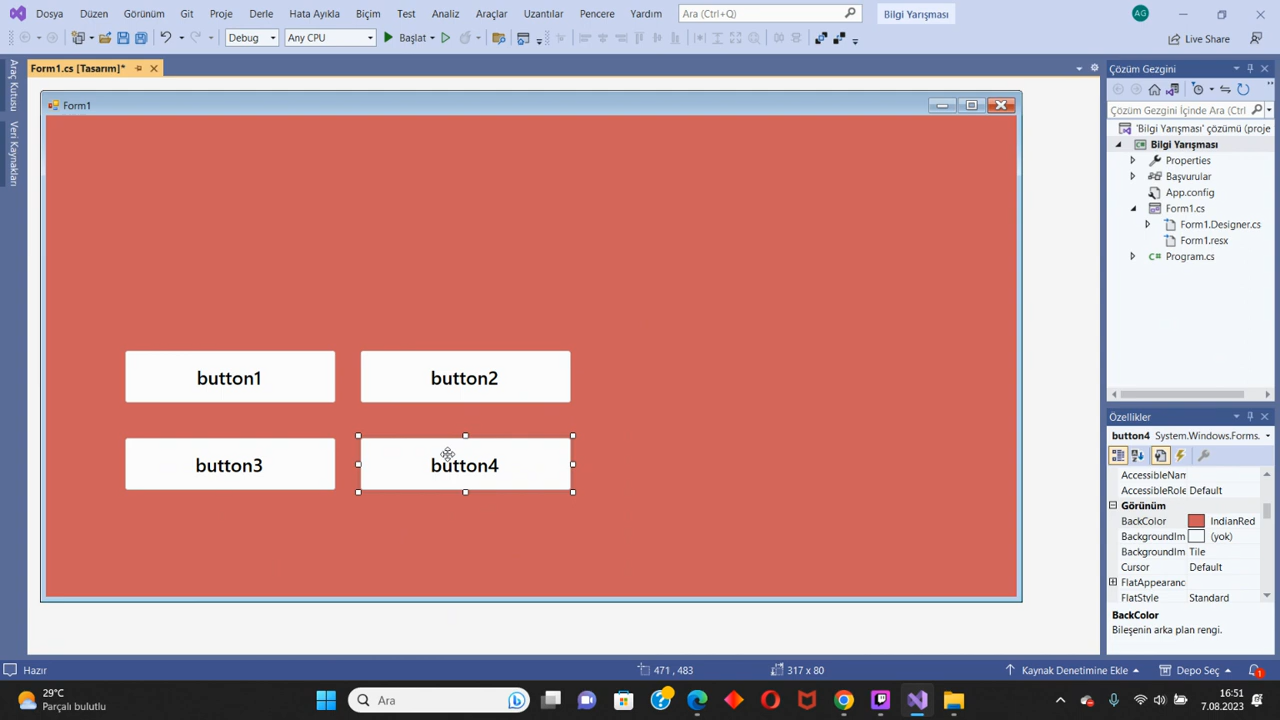 Dosya Düzen Görünüm Git Proje Derle Hata Ayıkla Biçim Test Analiz Araçlar Uzantılar Pencere Yardım Ara (Ctrl+Q) Bilgi Yarışması AG
Debug Any CPU Başlat Live Share
Form1.cs [Tasarım]*
Araç Kutusu
Veri Kaynakları
Form1
button1 button2
button3 button4
Çözüm Gezgini
Çözüm Gezgini İçinde Ara (Ctrl
'Bilgi Yarışması' çözümü (proje
Bilgi Yarışması
Properties
Başvurular
App.config
Form1.cs
Form1.Designer.cs
Form1.resx
Program.cs
Özellikler
button4 System.Windows.Forms.
AccessibleNan
AccessibleRole Default
Görünüm
BackColor IndianRed
BackgroundIm (yok)
BackgroundIm Tile
Cursor Default
FlatAppearanc
FlatStyle Standard
BackColor
Bileşenin arka plan rengi.
Hazır 471 , 483 317 x 80 Kaynak Denetimine Ekle Depo Seç 1
29°C
Parçalı bulutlu
Ara
16:51
7.08.2023